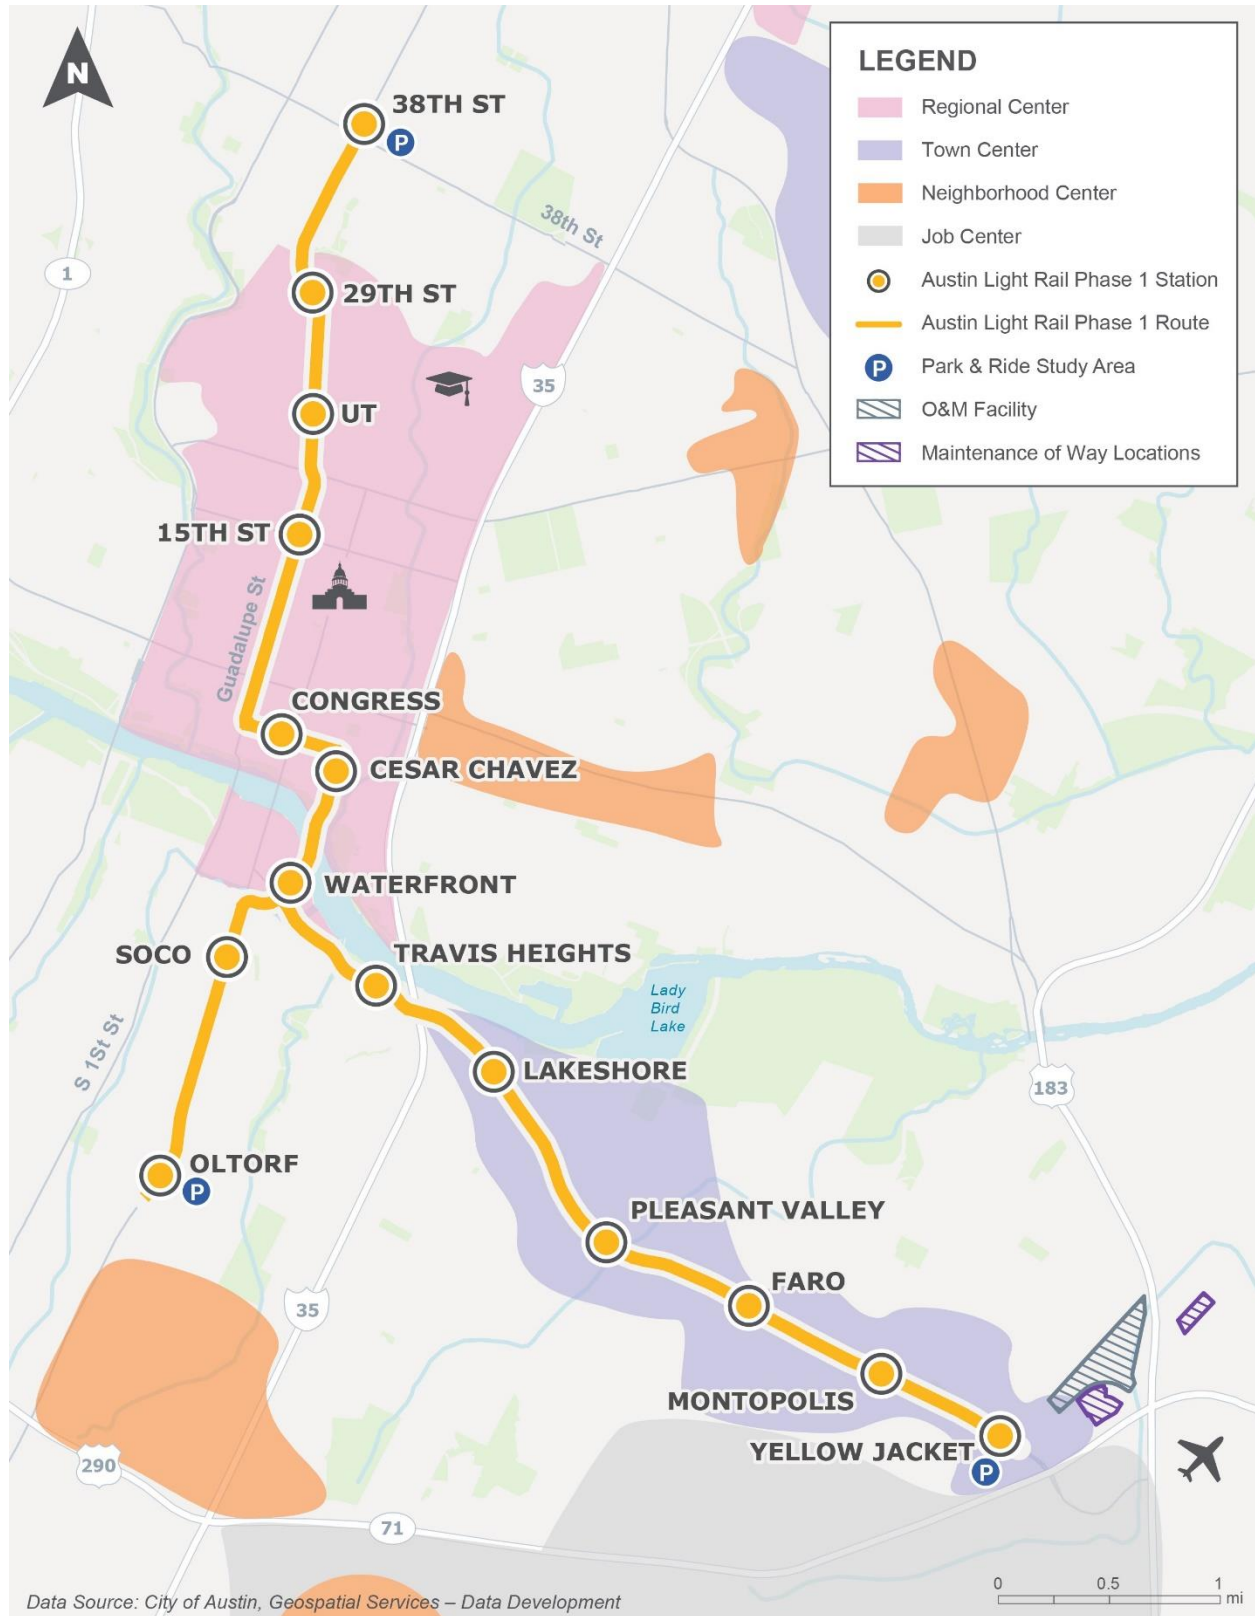 N
38TH ST
P
38th St
1
29TH ST
35
UT
15TH ST
Guadalupe St
CONGRESS
CESAR CHAVEZ
WATERFRONT
SOCO
TRAVIS HEIGHTS
Lady
Bird
Lake
S 1St St
LAKESHORE
183
OLTORF
P
PLEASANT VALLEY
FARO
35
MONTOPOLIS
YELLOW JACKET
P
290
71
LEGEND
Regional Center
Town Center
Neighborhood Center
Job Center
Austin Light Rail Phase 1 Station
Austin Light Rail Phase 1 Route
P Park & Ride Study Area
O&M Facility
Maintenance of Way Locations
0 0.5 1
mi
Data Source: City of Austin, Geospatial Services – Data Development